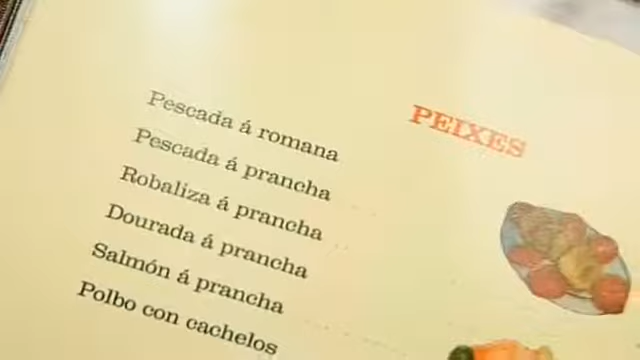 PEIXES
Pescada á romana
Pescada á prancha
Robaliza á prancha
Dourada á prancha
Salmón á prancha
Polbo con cachelos